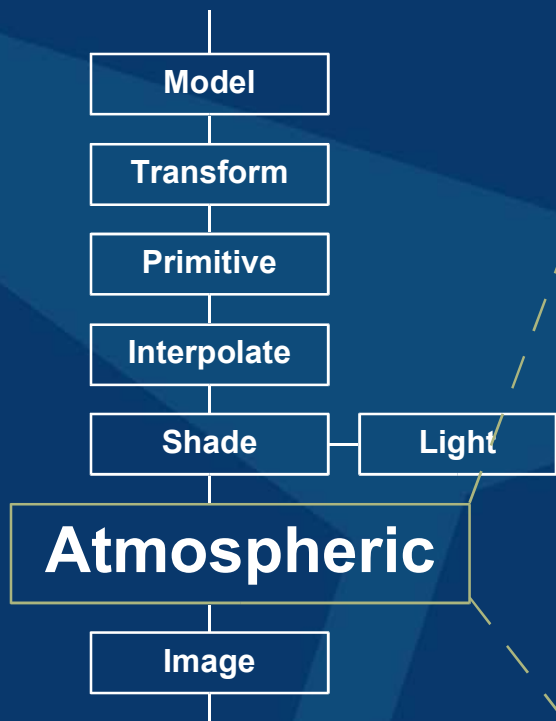 Model
Transform
Primitive
Interpolate
Shade
Light
Atmospheric
Image